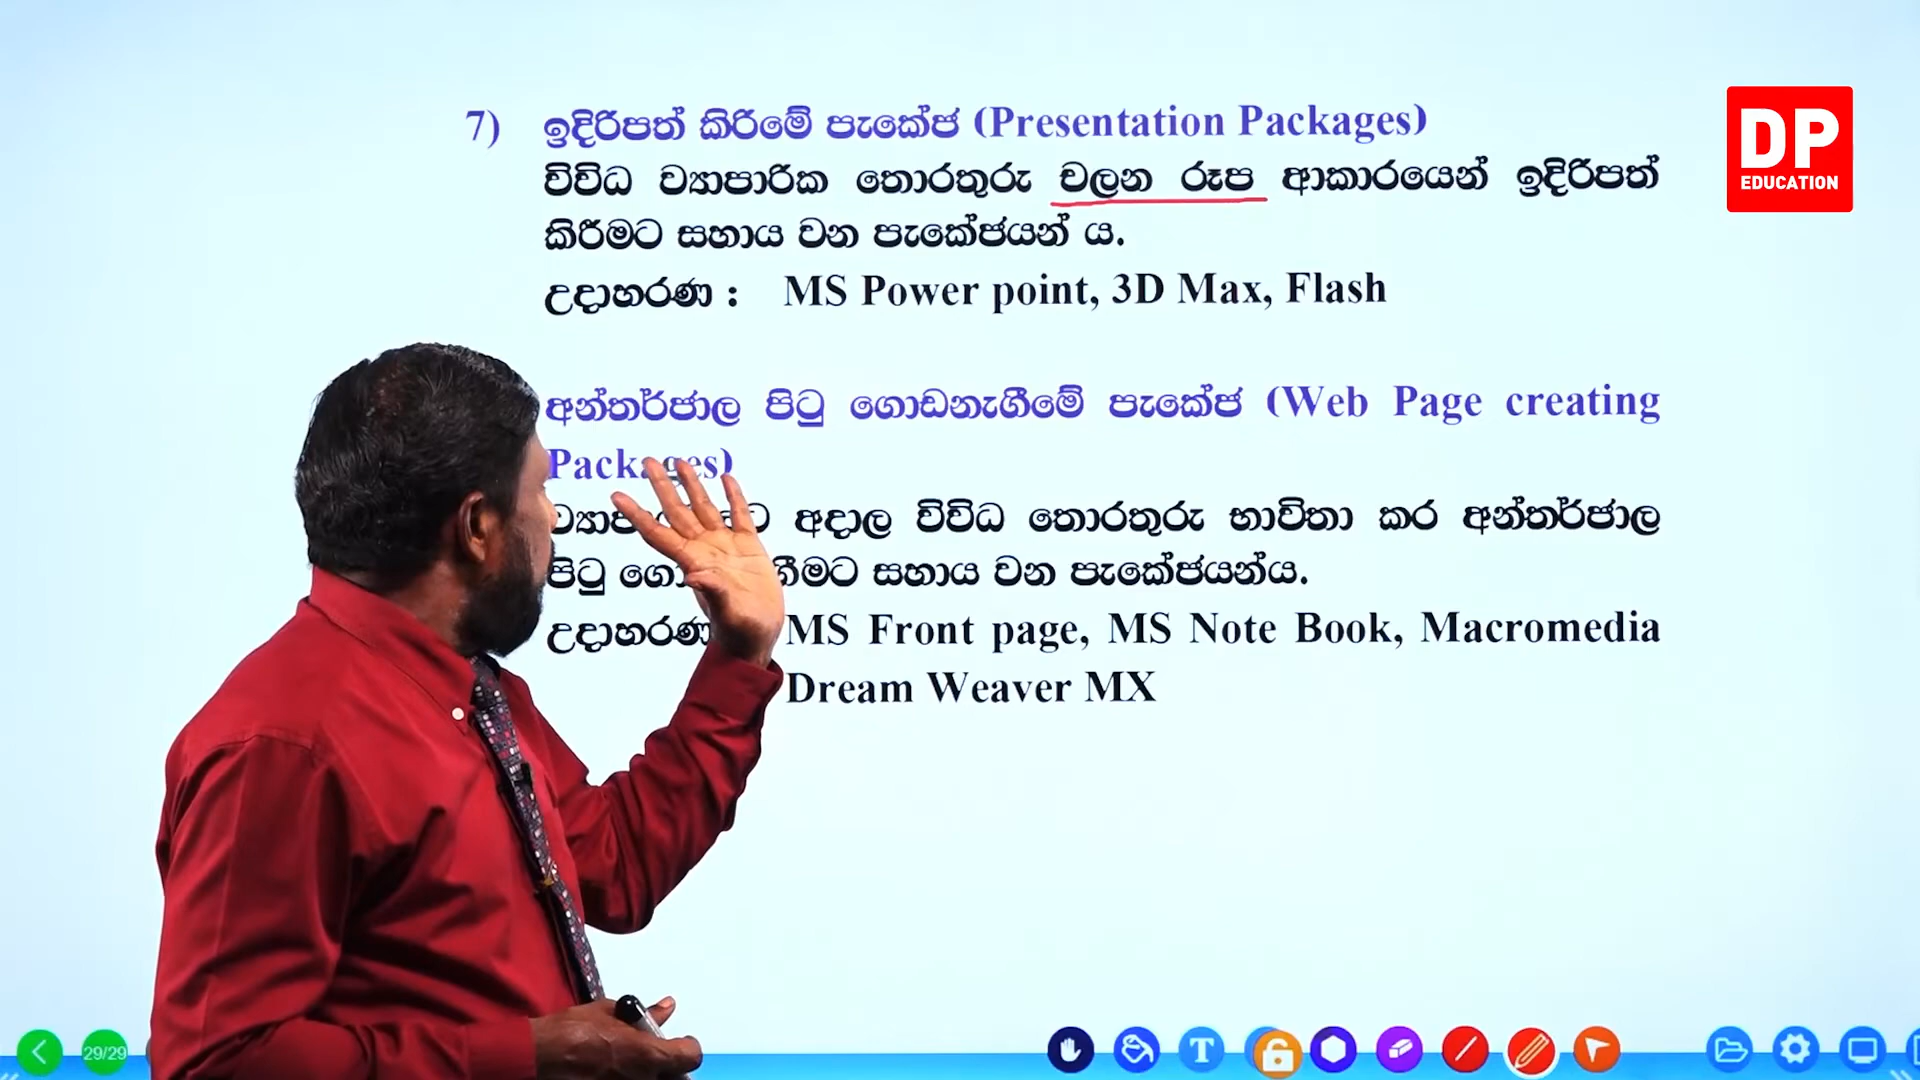 DP
EDUCATION
7) ඉදිරිපත් කිරීමේ පැකේජ (Presentation Packages)
විවිධ ව්‍යාපාරික තොරතුරු චලන රූප ආකාරයෙන් ඉදිරිපත්
කිරීමට සහාය වන පැකේජයන් ය.
උදාහරණ : MS Power point, 3D Max, Flash
අන්තර්ජාල පිටු ගොඩනැගීමේ පැකේජ (Web Page creating
Packages)
අදාල විවිධ තොරතුරු භාවිතා කර අන්තර්ජාල
පිටු සහාය වන පැකේජයන්ය.
උදාහරණ MS Front page, MS Note Book, Macromedia
Dream Weaver MX
29/29